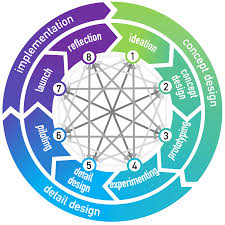 implementation
concept design
detail design
reflection
8
1
ideation
launch
7
2
concept
design
piloting
6
3
prototyping
detail
design
5
4
experimenting